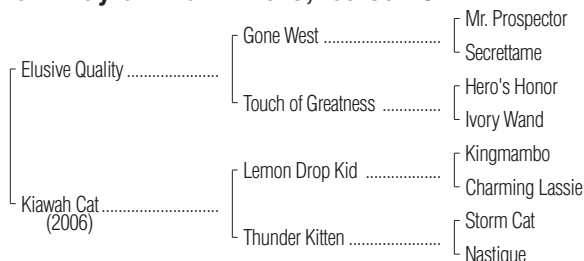 Mr. Prospector
Gone West
Secrettame
Elusive Quality
Hero's Honor
Touch of Greatness
Ivory Wand
Kingmambo
Lemon Drop Kid
Charming Lassie
Kiawah Cat
(2006)
Storm Cat
Thunder Kitten
Nastique